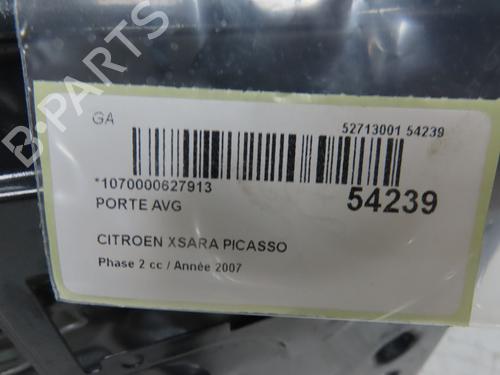 B-PARTS
GA
52713001 54239
*1070000627913
54239
PORTE AVG
CITROEN XSARA PICASSO
Phase 2 cc / Année 2007